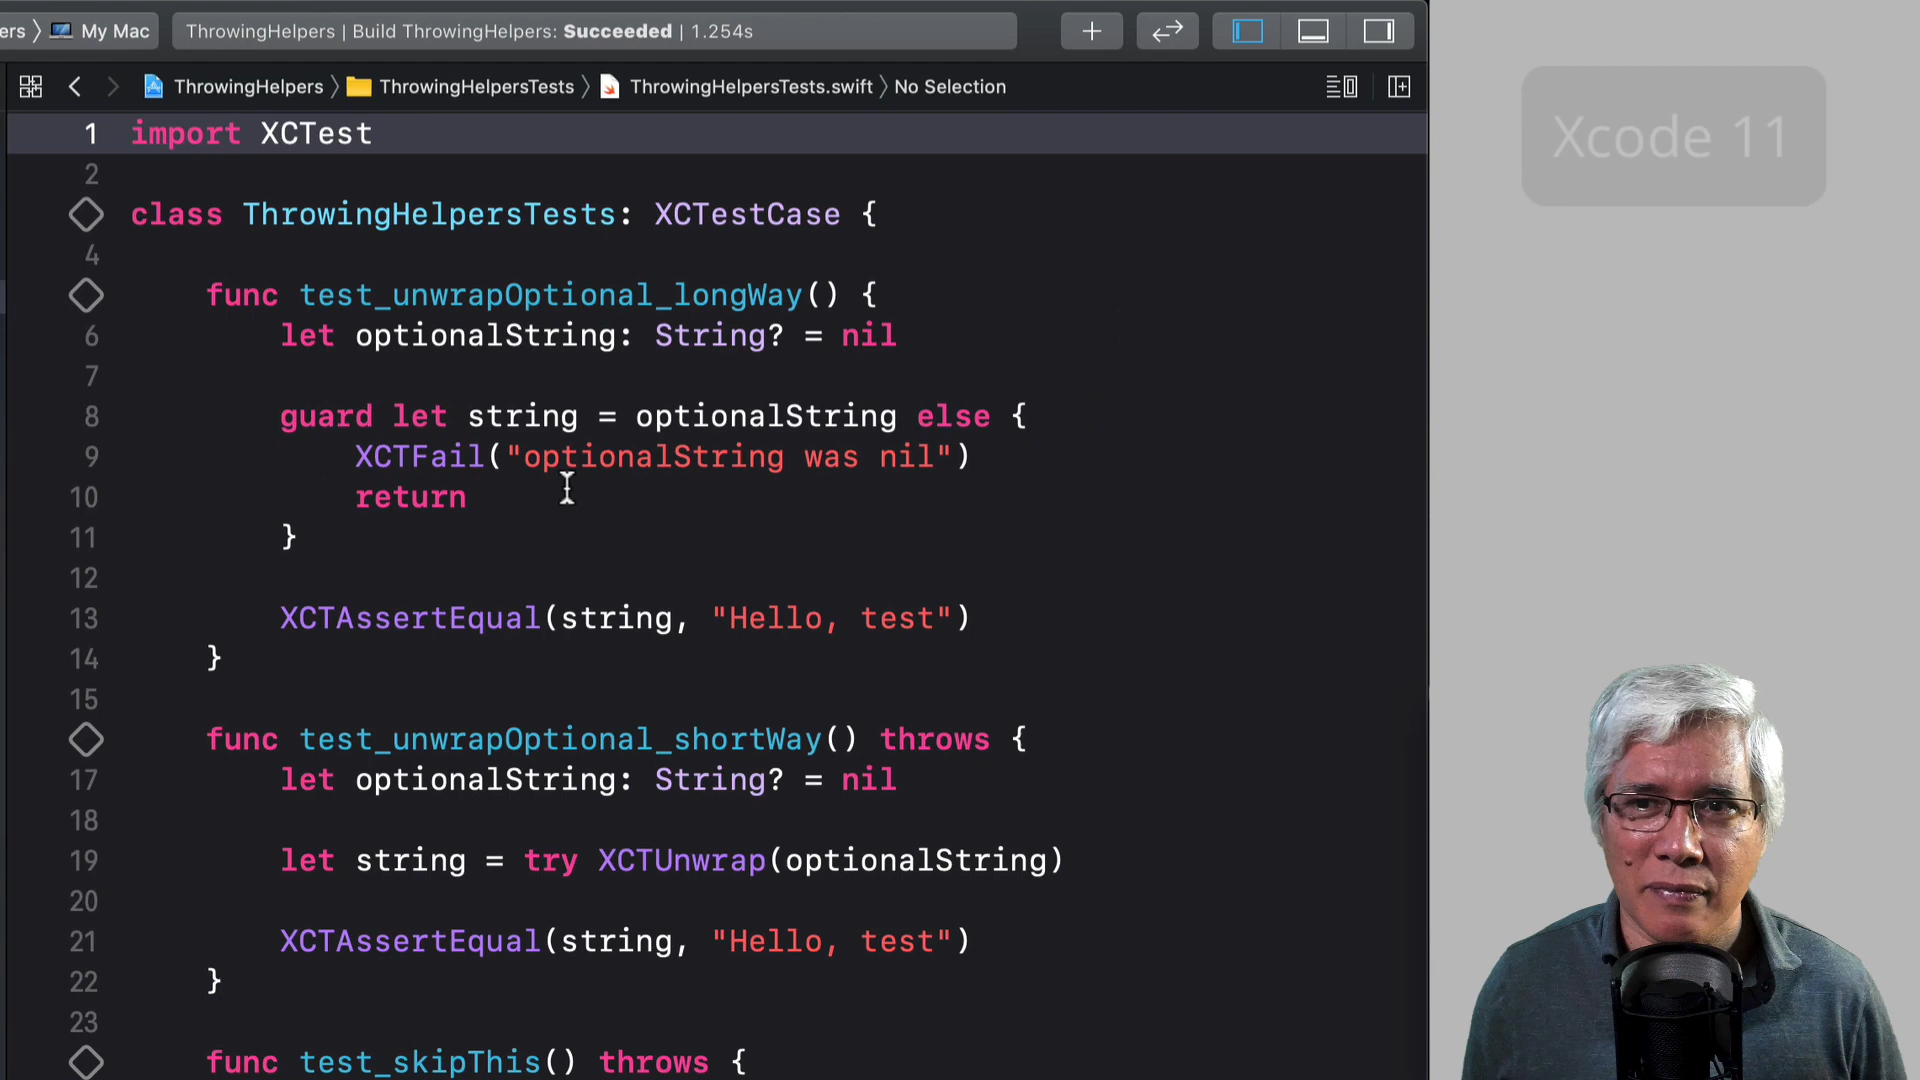 ers 〉 My Mac
ThrowingHelpers | Build ThrowingHelpers: Succeeded | 1.254s
ThrowingHelpers 〉 ThrowingHelpersTests 〉 ThrowingHelpersTests.swift 〉 No Selection
Xcode 11
1 import XCTest
2
class ThrowingHelpersTests: XCTestCase {
4
func test_unwrapOptional_longWay() {
6 let optionalString: String? = nil
7
8 guard let string = optionalString else {
9 XCTFail("optionalString was nil")
10 return
11 }
12
13 XCTAssertEqual(string, "Hello, test")
14 }
15
func test_unwrapOptional_shortWay() throws {
17 let optionalString: String? = nil
18
19 let string = try XCTUnwrap(optionalString)
20
21 XCTAssertEqual(string, "Hello, test")
22 }
23
func test_skipThis() throws {